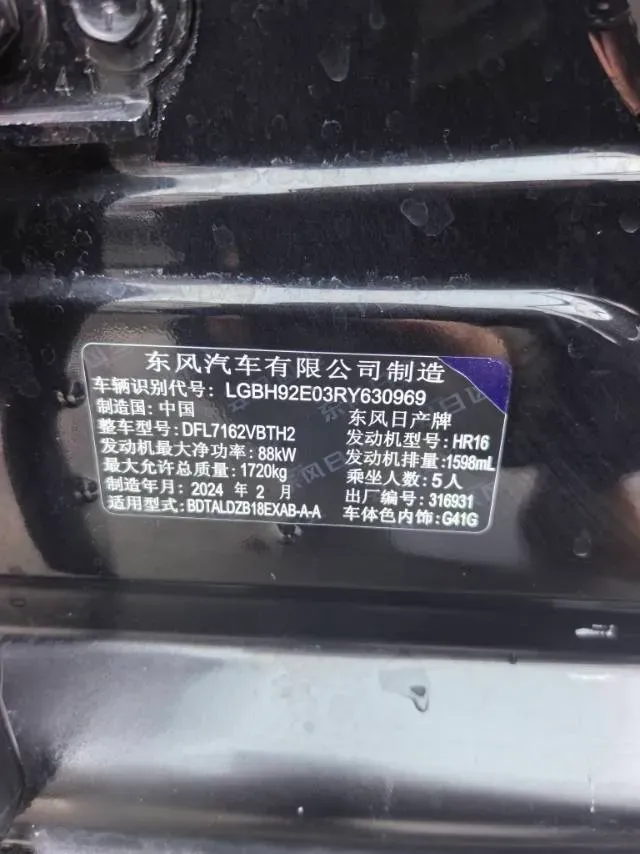 东风汽车有限公司制造
车辆识别代号: LGBH92E03RY630969
制造国: 中国 东风日产牌
整车型号: DFL7162VBTH2 发动机型号: HR16
发动机最大净功率: 88kW 发动机排量: 1598mL
最大允许总质量: 1720kg 乘坐人数: 5人
制造年月: 2024 年 2 月 出厂编号: 316931
适用型式: BDTALDZB18EXAB-A-A 车体色内饰: G41G